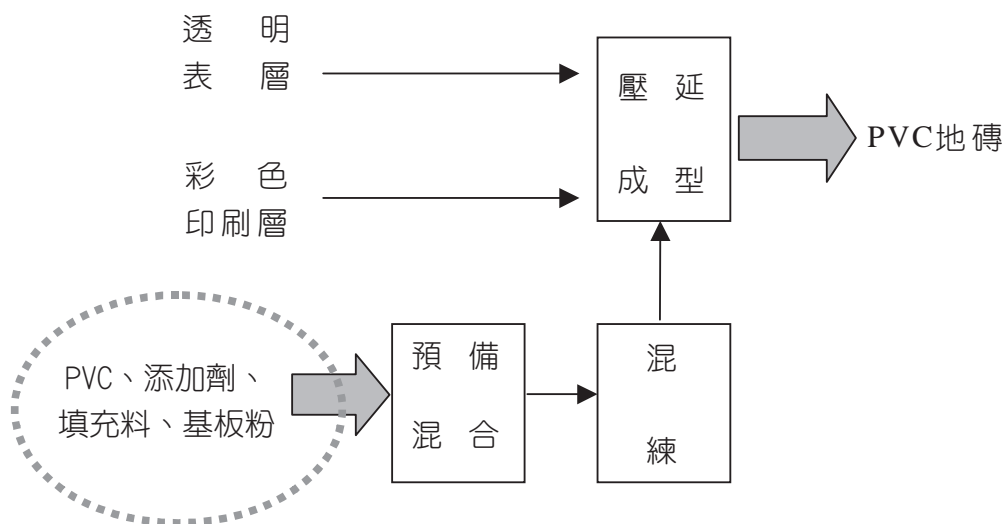 透明
表層
壓延
成型
PVC地磚
彩色
印刷層
PVC、添加劑、
填充料、基板粉
預備
混合
混
練